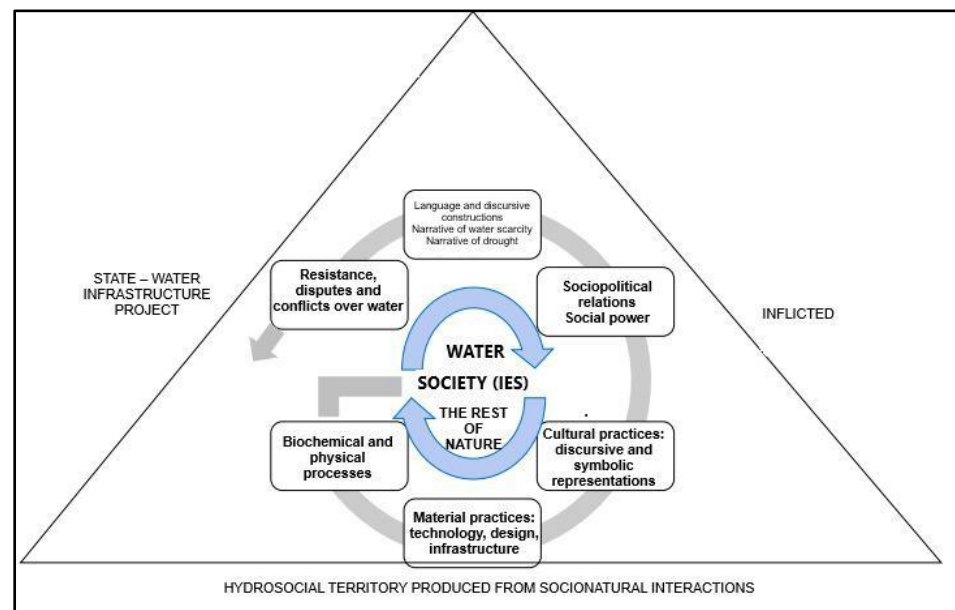 Language and discursive
constructions
Narrative of water scarcity
Narrative of drought
STATE – WATER
INFRASTRUCTURE
PROJECT
Resistance,
disputes and
conflicts over water
Sociopolitical
relations
Social power
INFLICTED
WATER
SOCIETY (IES)
THE REST
OF
NATURE
Biochemical and
physical
processes
Cultural practices:
discursive and
symbolic
representations
Material practices:
technology, design,
infrastructure
HYDROSOCIAL TERRITORY PRODUCED FROM SOCIONATURAL INTERACTIONS